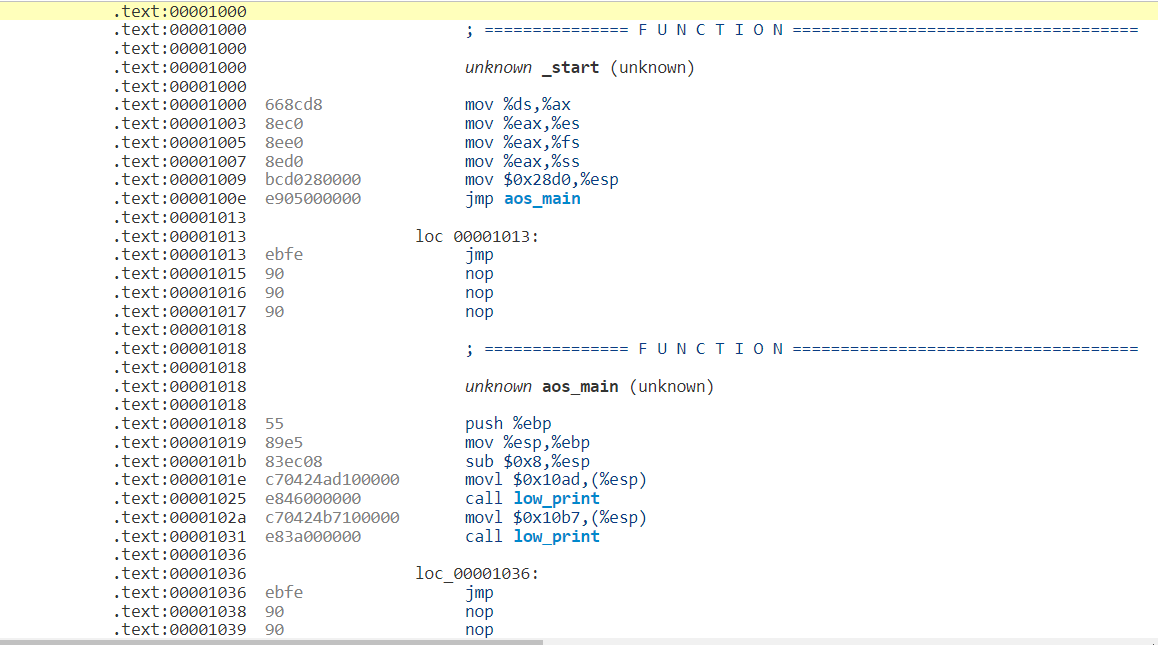 .text:00001000
.text:00001000 ; =============== F U N C T I O N ====================================
.text:00001000
.text:00001000 unknown _start (unknown)
.text:00001000
.text:00001000 668cd8 mov %ds,%ax
.text:00001003 8ec0 mov %eax,%es
.text:00001005 8ee0 mov %eax,%fs
.text:00001007 8ed0 mov %eax,%ss
.text:00001009 bcd0280000 mov $0x28d0,%esp
.text:0000100e e905000000 jmp aos_main
.text:00001013
.text:00001013 loc_00001013:
.text:00001013 ebfe jmp
.text:00001015 90 nop
.text:00001016 90 nop
.text:00001017 90 nop
.text:00001018
.text:00001018 ; =============== F U N C T I O N ====================================
.text:00001018
.text:00001018 unknown aos_main (unknown)
.text:00001018
.text:00001018 55 push %ebp
.text:00001019 89e5 mov %esp,%ebp
.text:0000101b 83ec08 sub $0x8,%esp
.text:0000101e c70424ad100000 movl $0x10ad,(%esp)
.text:00001025 e846000000 call low_print
.text:0000102a c70424b7100000 movl $0x10b7,(%esp)
.text:00001031 e83a000000 call low_print
.text:00001036
.text:00001036 loc_00001036:
.text:00001036 ebfe jmp
.text:00001038 90 nop
.text:00001039 90 nop